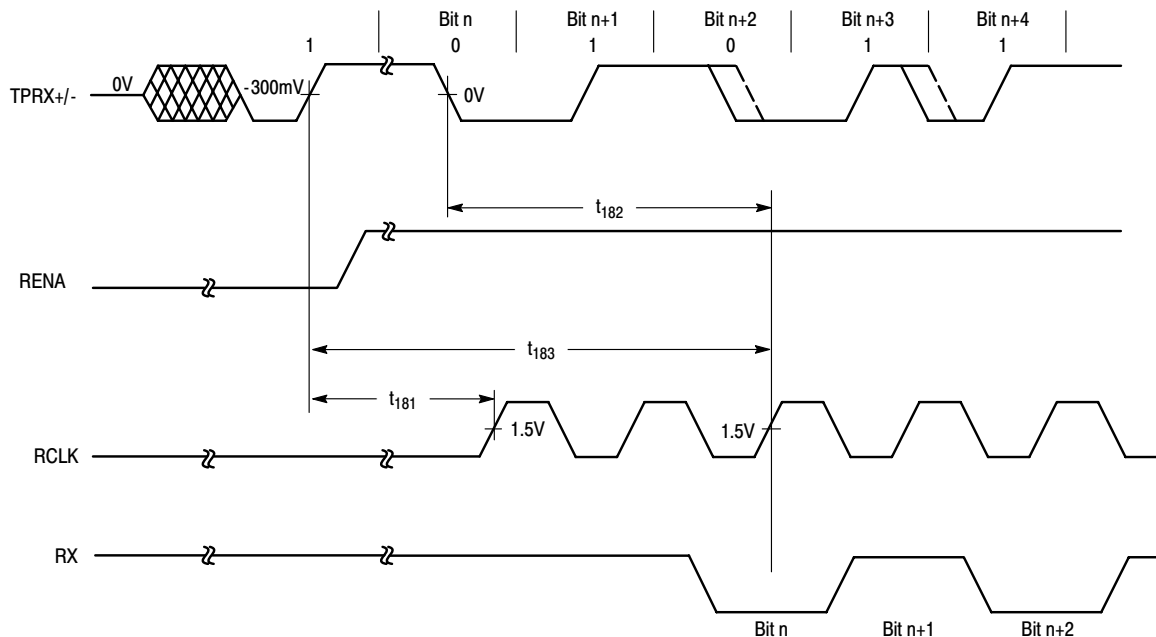 Bit n Bit n+1 Bit n+2 Bit n+3 Bit n+4
1 0 1 0 1 1
TPRX+/- 0V -300mV 0V
t182
RENA
t183
t181
RCLK 1.5V 1.5V
RX
Bit n Bit n+1 Bit n+2